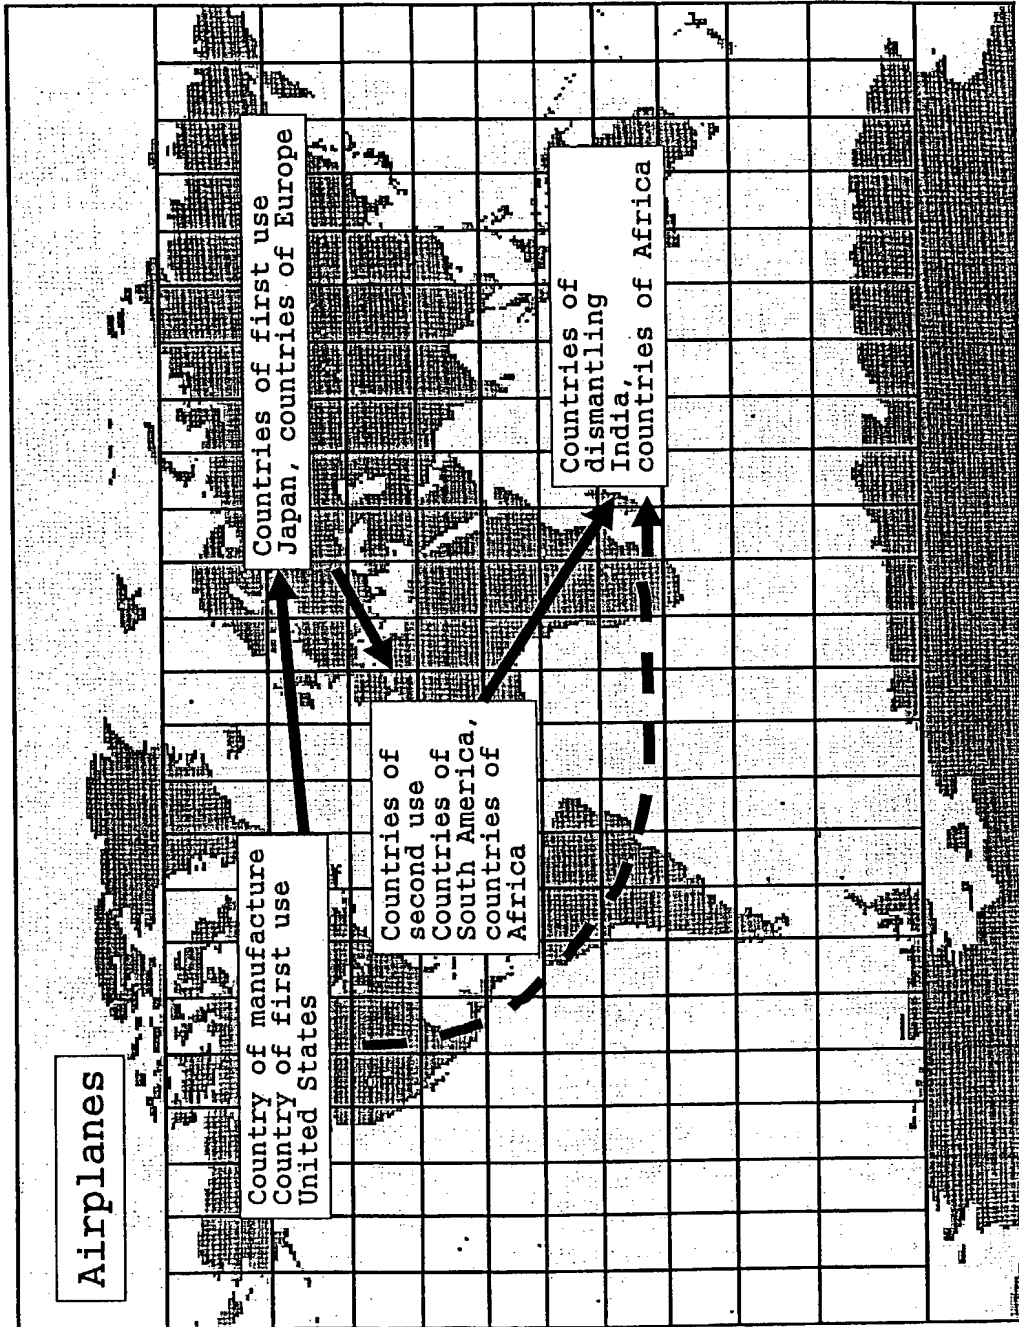 Airplanes
Country of manufacture
Country of first use
United States
Countries of first use
Japan, countries of Europe
Countries of
second use
Countries of
South America,
countries of
Africa
Countries of
dismantling
India,
countries of Africa